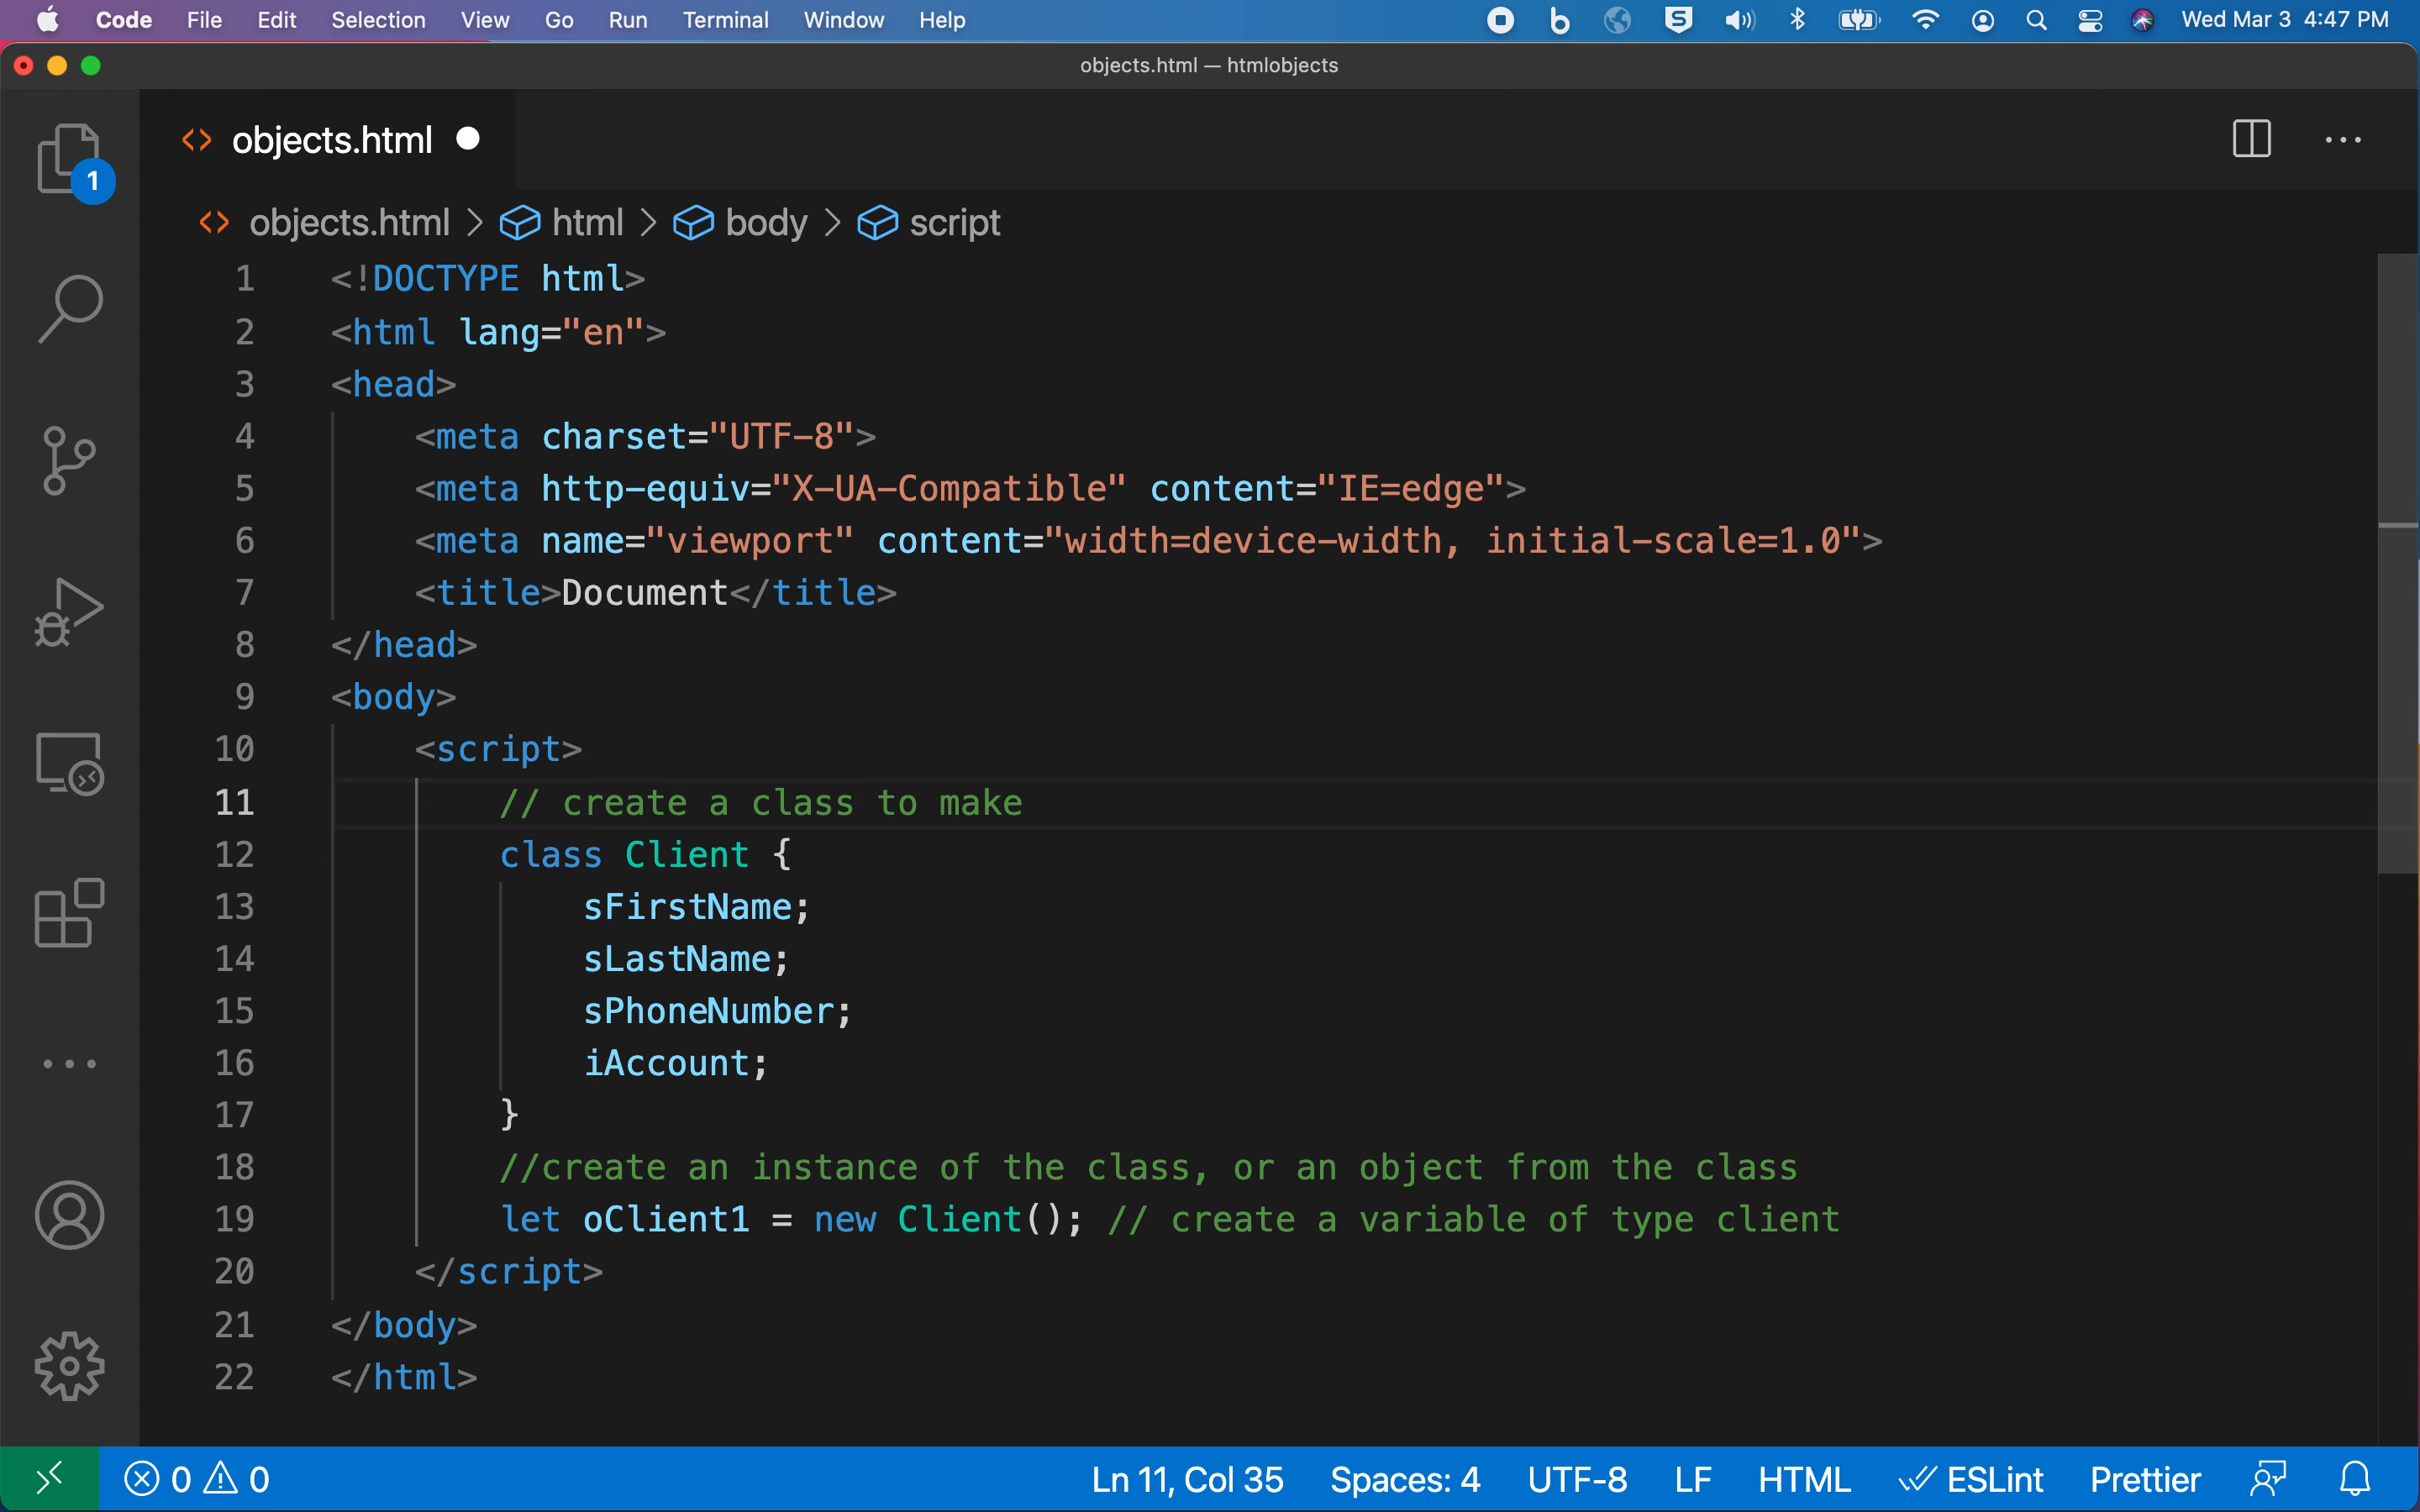 Code File Edit Selection View Go Run Terminal Window Help Wed Mar 3 4:47 PM
objects.html — htmlobjects
objects.html
1
objects.html > html > body > script
1 <!DOCTYPE html>
2 <html lang="en">
3 <head>
4     <meta charset="UTF-8">
5     <meta http-equiv="X-UA-Compatible" content="IE=edge">
6     <meta name="viewport" content="width=device-width, initial-scale=1.0">
7     <title>Document</title>
8 </head>
9 <body>
10     <script>
11         // create a class to make
12         class Client {
13             sFirstName;
14             sLastName;
15             sPhoneNumber;
16             iAccount;
17         }
18         //create an instance of the class, or an object from the class
19         let oClient1 = new Client(); // create a variable of type client
20     </script>
21 </body>
22 </html>
0 0 Ln 11, Col 35 Spaces: 4 UTF-8 LF HTML ESLint Prettier